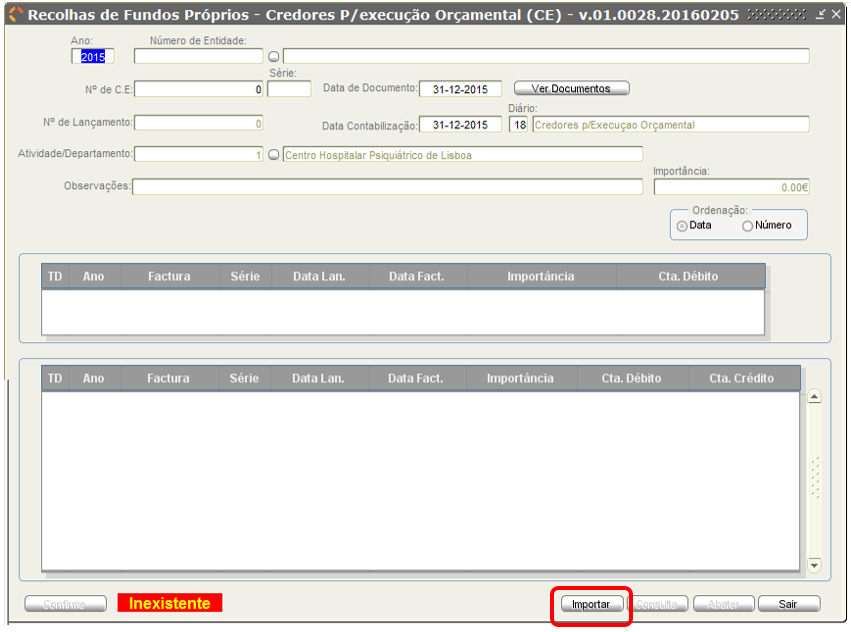 Recolhas de Fundos Próprios - Credores P/execução Orçamental (CE) - v.01.0028.20160205
Ano: Número de Entidade:
2015
Série:
Nº de C.E: 0 Data de Documento: 31-12-2015 Ver Documentos
Diário:
Nº de Lançamento: 0 Data Contabilização: 31-12-2015 18 Credores p/Execuçao Orçamental
Atividade/Departamento: 1 Centro Hospitalar Psiquiátrico de Lisboa
Importância:
Observações: 0.00€
Ordenação:
Data Número
TD Ano Factura Série Data Lan. Data Fact. Importância Cta. Débito
TD Ano Factura Série Data Lan. Data Fact. Importância Cta. Débito Cta. Crédito
Confirma Inexistente Importar Consulta Abater Sair